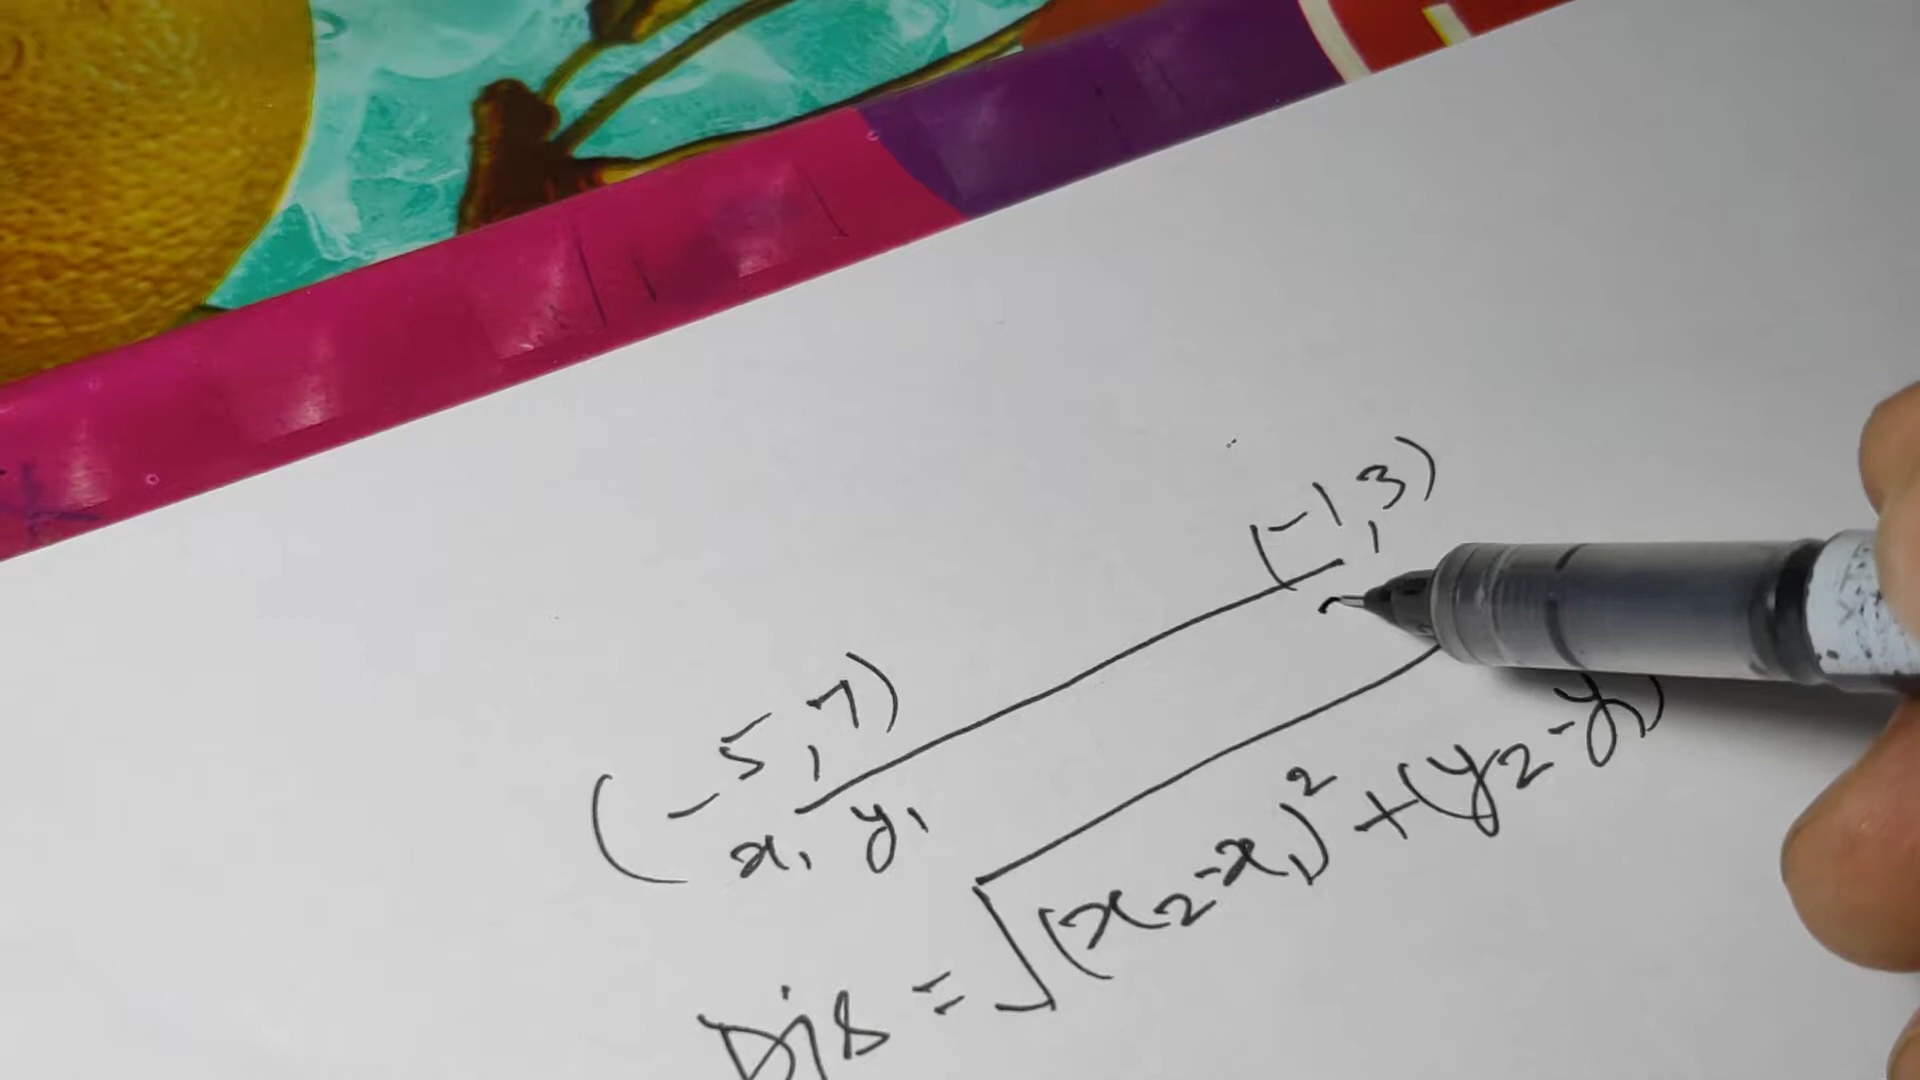 (-1,3)
(-5,7)
x₁ y₁
Dis = √(x₂-x₁)² + (y₂-y₁)